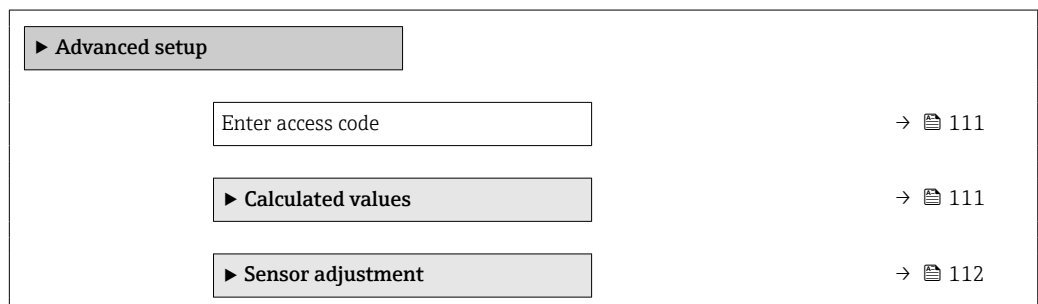 ► Advanced setup
Enter access code → 111
► Calculated values → 111
► Sensor adjustment → 112